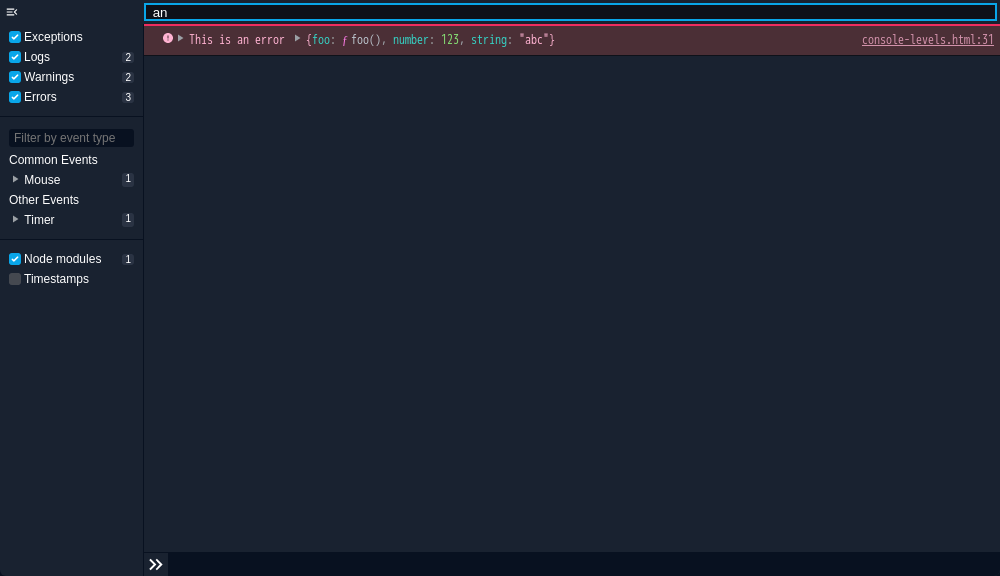 an
Exceptions
Logs 2
Warnings 2
Errors 3
Filter by event type
Common Events
Mouse 1
Other Events
Timer 1
Node modules 1
Timestamps
This is an error {foo: ƒ foo(), number: 123, string: "abc"} console-levels.html:31